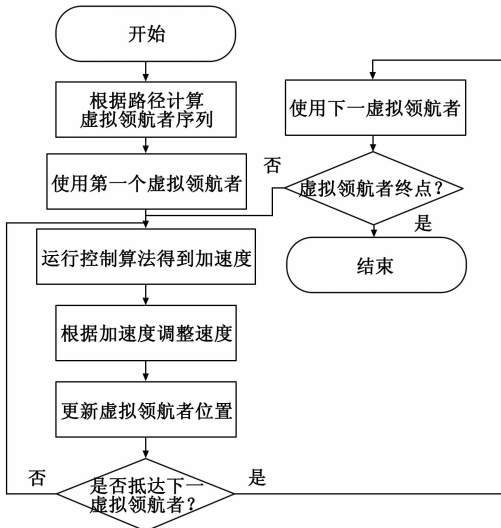 开始
根据路径计算
虚拟领航者序列
使用第一个虚拟领航者
运行控制算法得到加速度
根据加速度调整速度
更新虚拟领航者位置
否
是否抵达下一
虚拟领航者？
是
使用下一虚拟领航者
否
虚拟领航者终点？
是
结束